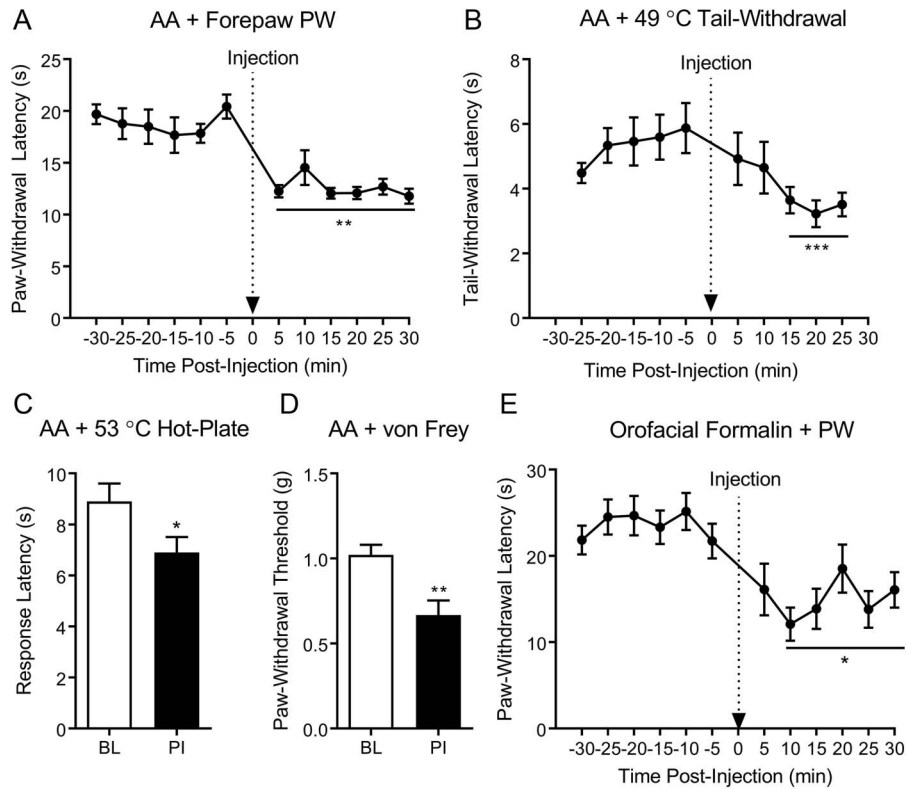 A
AA + Forepaw PW
Paw-Withdrawal Latency (s)
25
20
15
10
5
0
Injection
**
-30 -25 -20 -15 -10 -5 0 5 10 15 20 25 30
Time Post-Injection (min)
B
AA + 49 °C Tail-Withdrawal
Tail-Withdrawal Latency (s)
8
6
4
2
0
Injection
***
-30 -25 -20 -15 -10 -5 0 5 10 15 20 25 30
Time Post-Injection (min)
C
AA + 53 °C Hot-Plate
Response Latency (s)
10
8
6
4
2
0
*
BL PI
D
AA + von Frey
Paw-Withdrawal Threshold (g)
1.5
1.0
0.5
0.0
**
BL PI
E
Orofacial Formalin + PW
Paw-Withdrawal Latency (s)
30
20
10
0
Injection
*
-30 -25 -20 -15 -10 -5 0 5 10 15 20 25 30
Time Post-Injection (min)